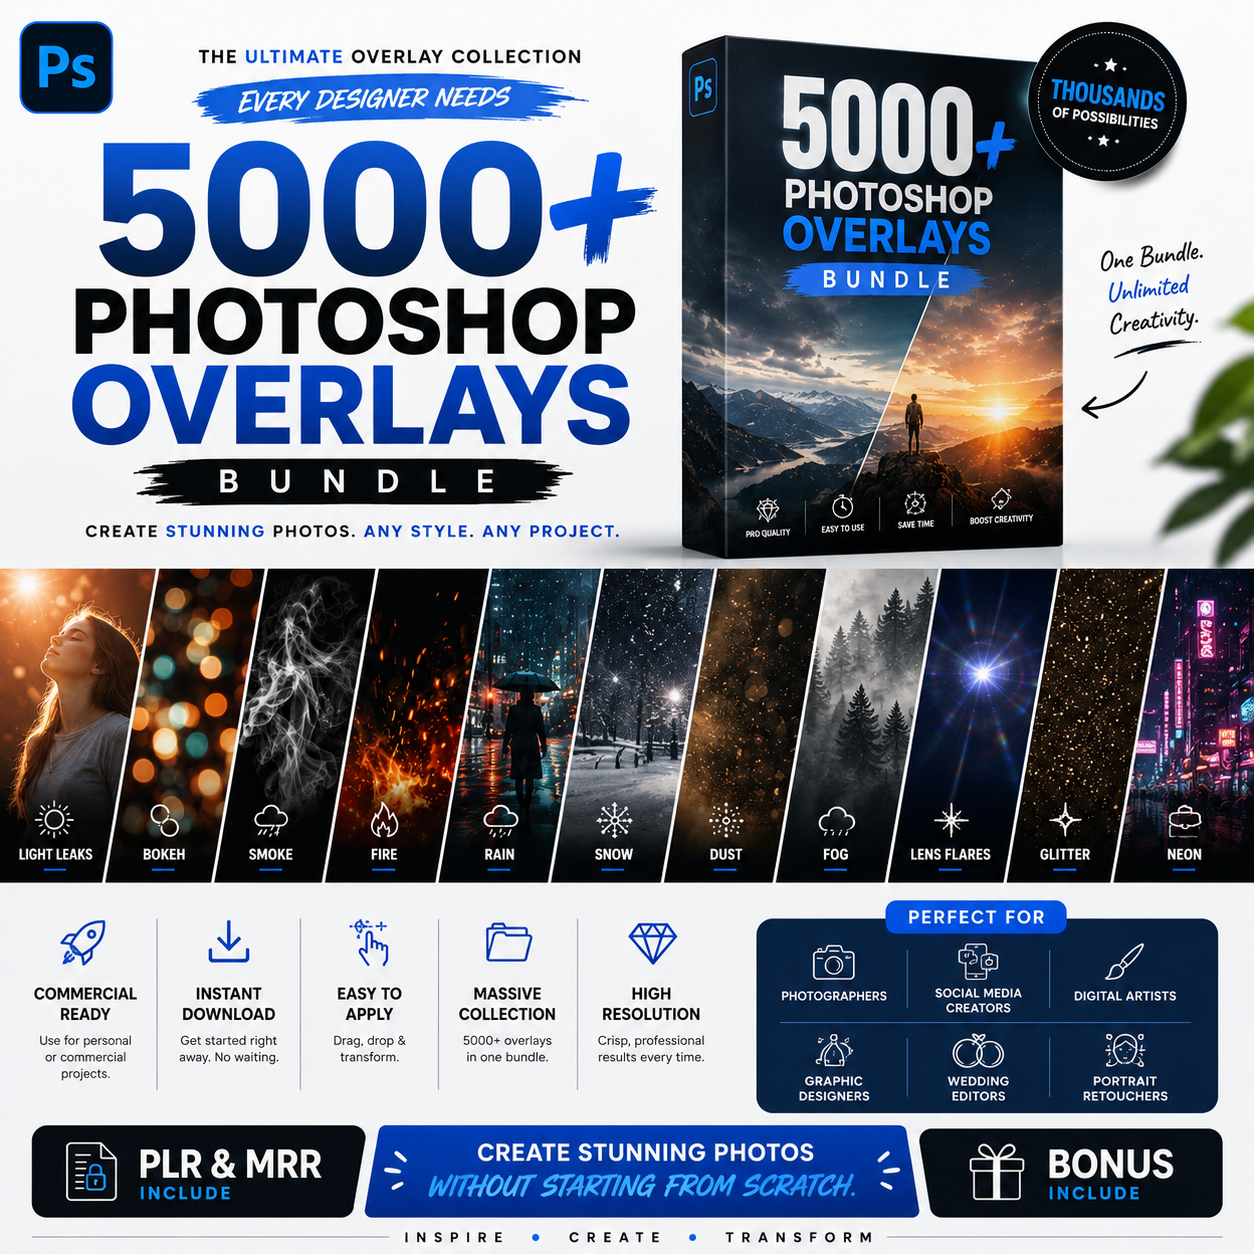 Ps
THE ULTIMATE OVERLAY COLLECTION
EVERY DESIGNER NEEDS
5000+
PHOTOSHOP
OVERLAYS
BUNDLE
CREATE STUNNING PHOTOS. ANY STYLE. ANY PROJECT.
Ps
5000+
PHOTOSHOP
OVERLAYS
BUNDLE
PRO QUALITY
EASY TO USE
SAVE TIME
BOOST CREATIVITY
THOUSANDS
OF POSSIBILITIES
One Bundle.
Unlimited
Creativity.
LIGHT LEAKS
BOKEH
SMOKE
FIRE
RAIN
SNOW
DUST
FOG
LENS FLARES
GLITTER
NEON
COMMERCIAL
READY
Use for personal
or commercial
projects.
INSTANT
DOWNLOAD
Get started right
away. No waiting.
EASY TO
APPLY
Drag, drop &
transform.
MASSIVE
COLLECTION
5000+ overlays
in one bundle.
HIGH
RESOLUTION
Crisp, professional
results every time.
PERFECT FOR
PHOTOGRAPHERS
SOCIAL MEDIA
CREATORS
DIGITAL ARTISTS
GRAPHIC
DESIGNERS
WEDDING
EDITORS
PORTRAIT
RETOUCHERS
PLR & MRR
INCLUDE
CREATE STUNNING PHOTOS
WITHOUT STARTING FROM SCRATCH.
BONUS
INCLUDE
INSPIRE • CREATE • TRANSFORM